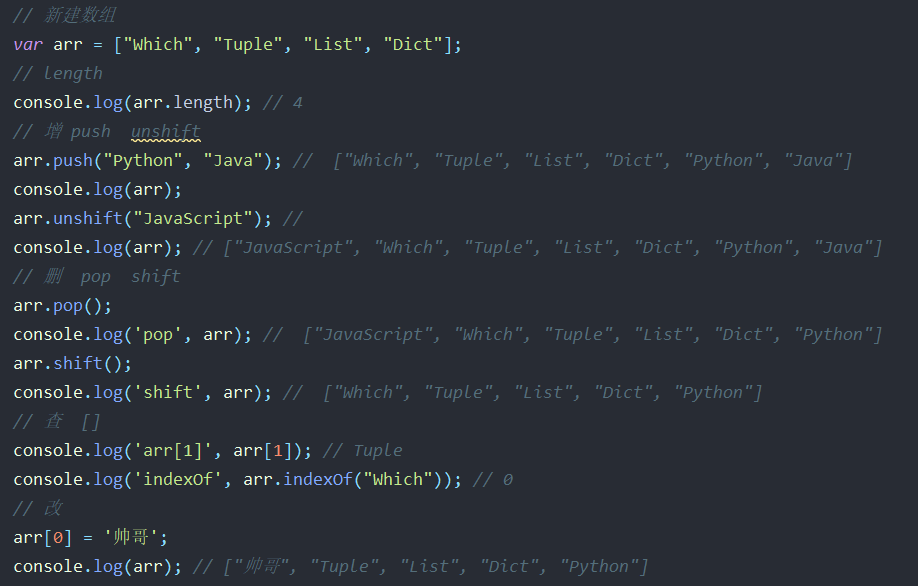 // 新建数组
var arr = ["Which", "Tuple", "List", "Dict"];
// length
console.log(arr.length); // 4
// 增 push  unshift
arr.push("Python", "Java"); //  ["Which", "Tuple", "List", "Dict", "Python", "Java"]
console.log(arr);
arr.unshift("JavaScript"); //
console.log(arr); // ["JavaScript", "Which", "Tuple", "List", "Dict", "Python", "Java"]
// 删  pop  shift
arr.pop();
console.log('pop', arr); //  ["JavaScript", "Which", "Tuple", "List", "Dict", "Python"]
arr.shift();
console.log('shift', arr); //  ["Which", "Tuple", "List", "Dict", "Python"]
// 查  []
console.log('arr[1]', arr[1]); // Tuple
console.log('indexOf', arr.indexOf("Which")); // 0
// 改
arr[0] = '帅哥';
console.log(arr); // ["帅哥", "Tuple", "List", "Dict", "Python"]